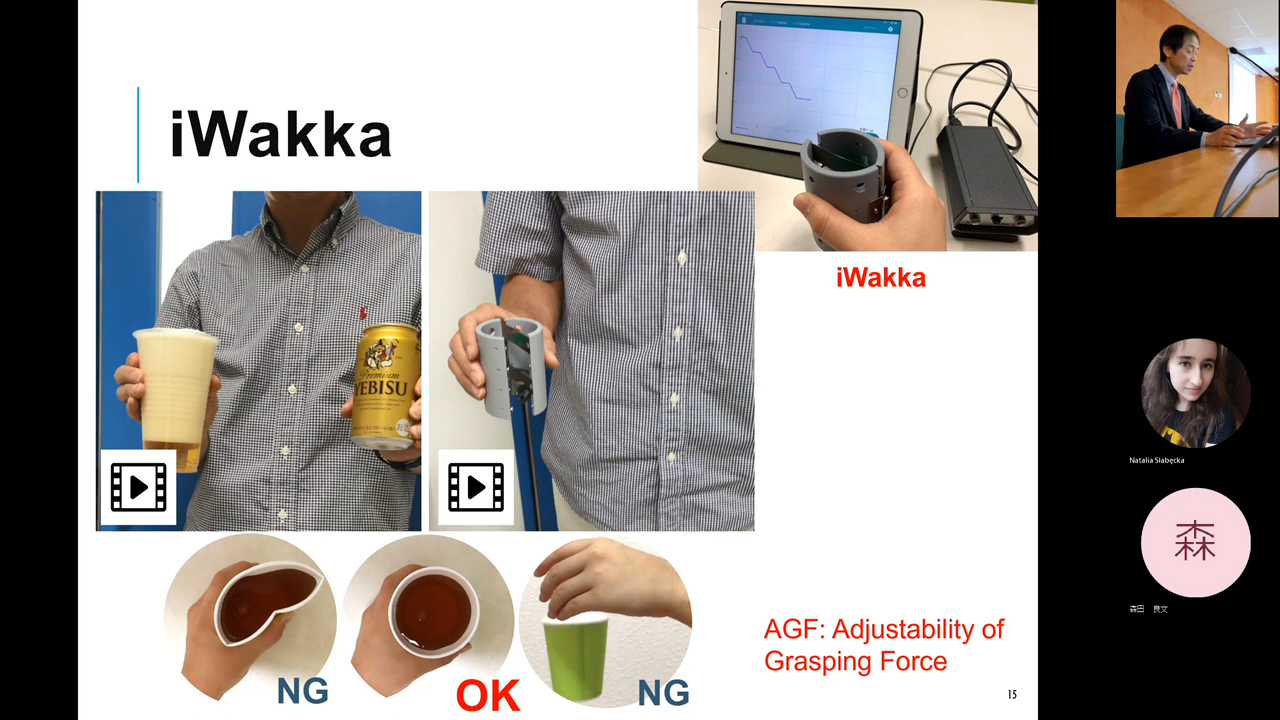 iWakka
iWakka
Premium
YEBISU
NG
OK
NG
AGF: Adjustability of
Grasping Force
15
Natalia Słabęcka
森
森田 良文